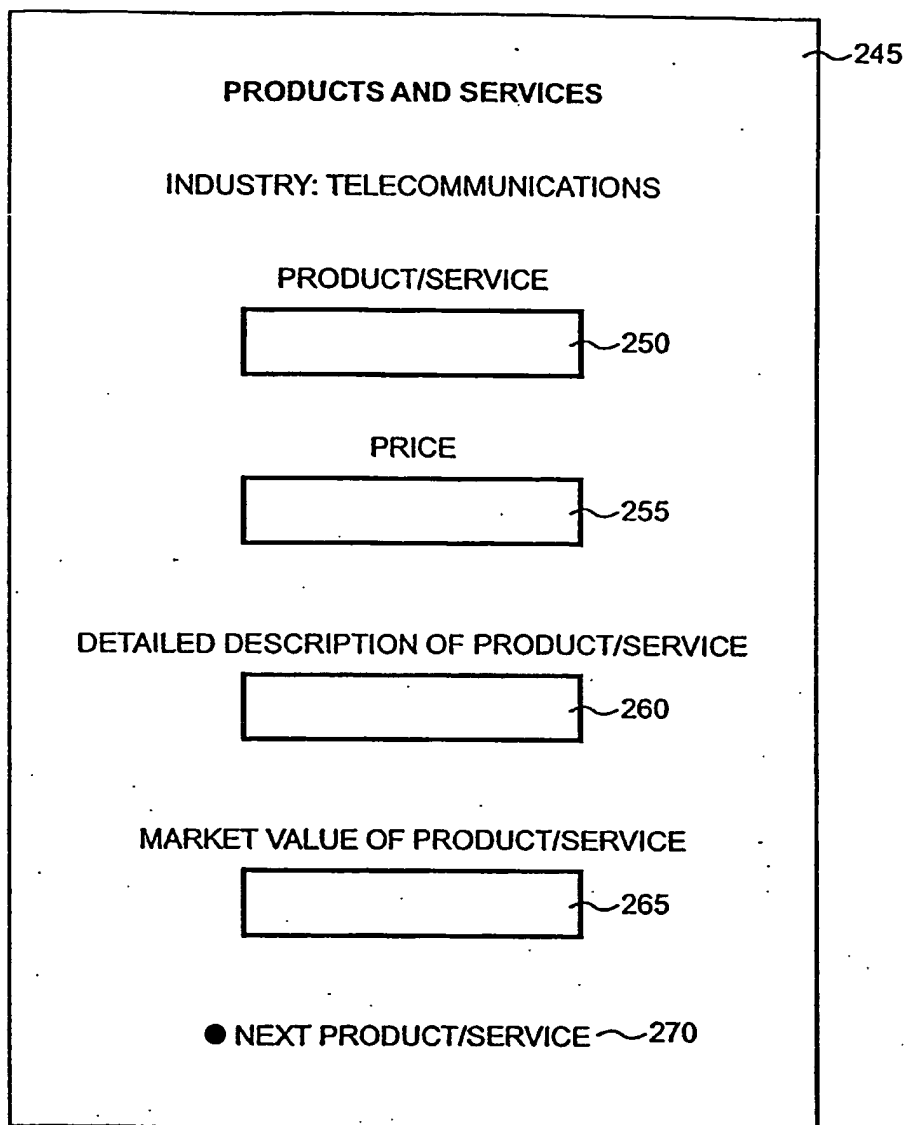 245
PRODUCTS AND SERVICES
INDUSTRY: TELECOMMUNICATIONS
PRODUCT/SERVICE
250
PRICE
255
DETAILED DESCRIPTION OF PRODUCT/SERVICE
260
MARKET VALUE OF PRODUCT/SERVICE
265
● NEXT PRODUCT/SERVICE 270